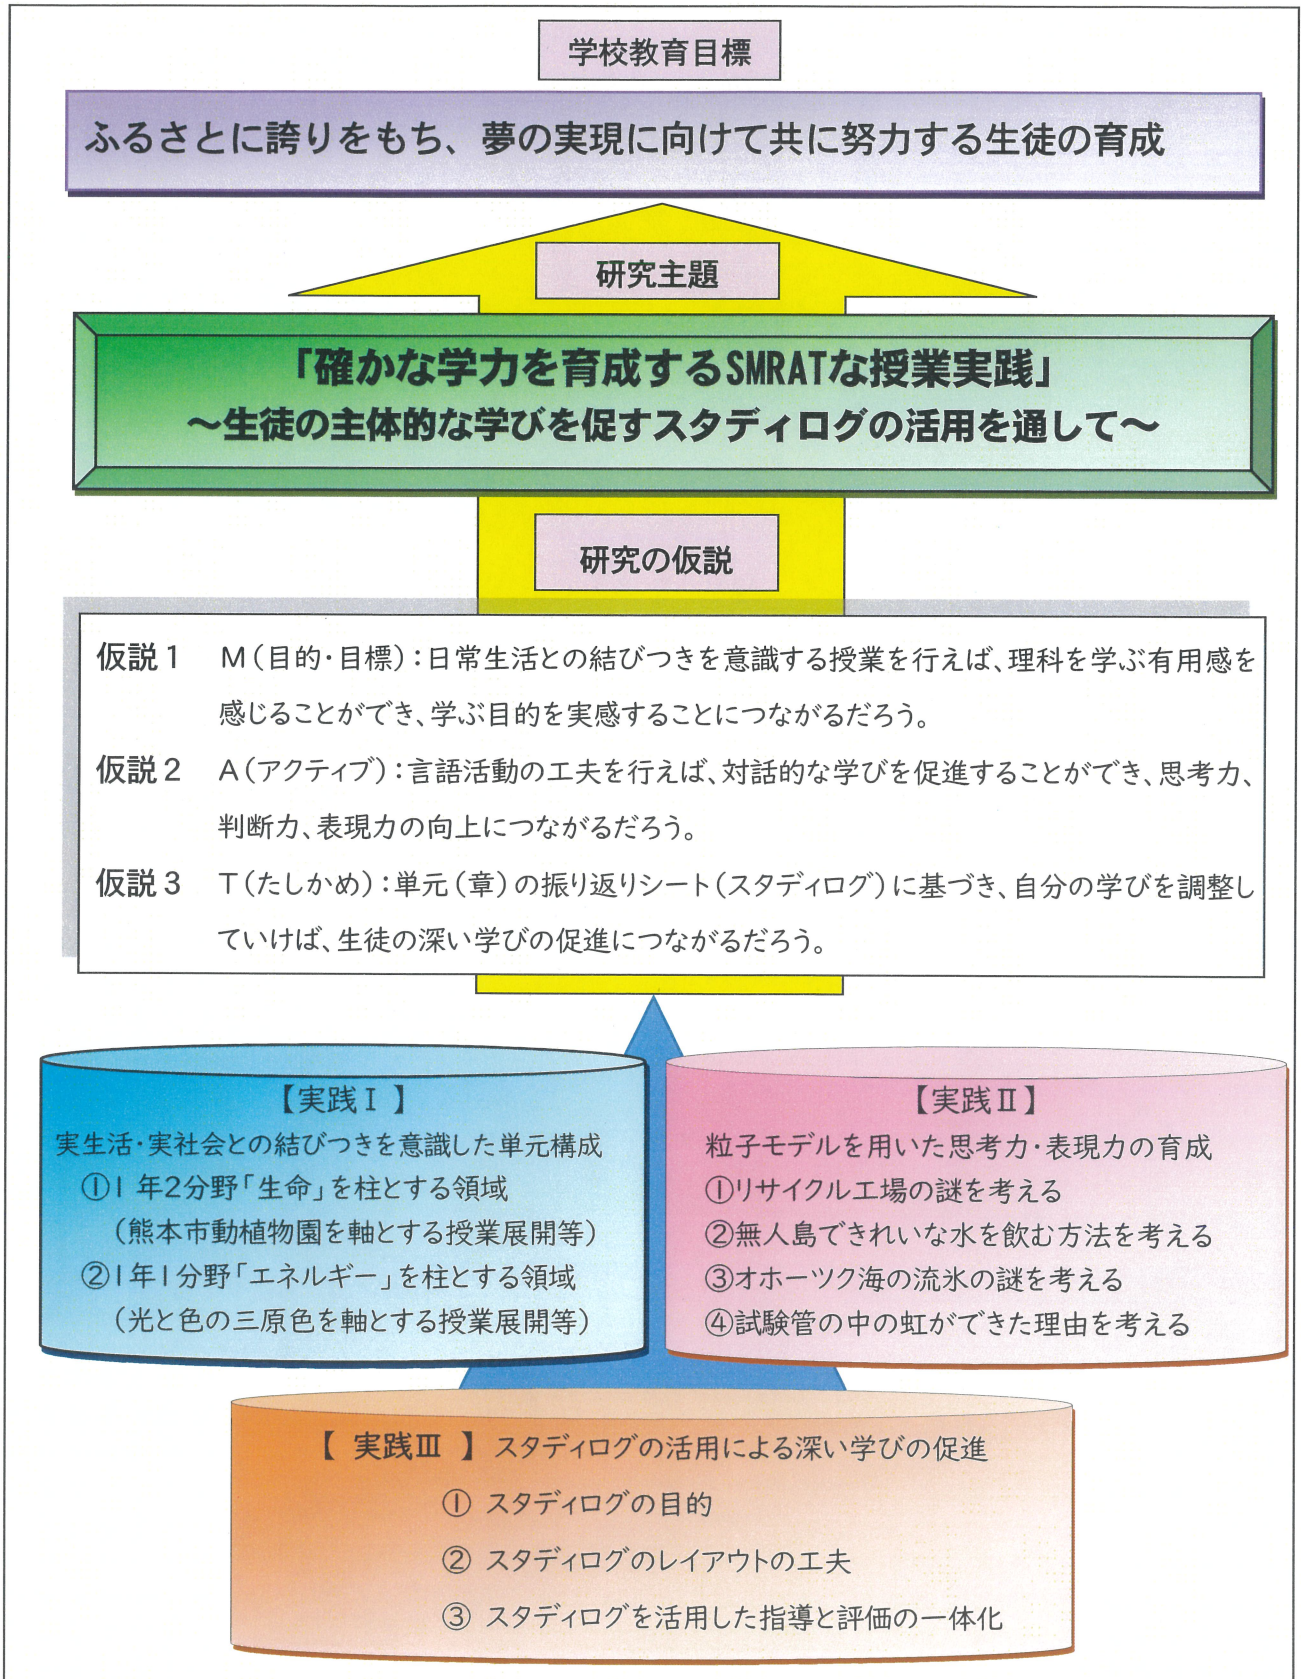 学校教育目標
ふるさとに誇りをもち、夢の実現に向けて共に努力する生徒の育成
研究主題
「確かな学力を育成するSMRATな授業実践」
～生徒の主体的な学びを促すスタディログの活用を通して～
研究の仮説
仮説１　M（目的・目標）：日常生活との結びつきを意識する授業を行えば、理科を学ぶ有用感を
感じることができ、学ぶ目的を実感することにつながるだろう。
仮説２　A（アクティブ）：言語活動の工夫を行えば、対話的な学びを促進することができ、思考力、
判断力、表現力の向上につながるだろう。
仮説３　T（たしかめ）：単元（章）の振り返りシート（スタディログ）に基づき、自分の学びを調整し
ていけば、生徒の深い学びの促進につながるだろう。
【実践Ⅰ】
実生活・実社会との結びつきを意識した単元構成
①1年2分野「生命」を柱とする領域
（熊本市動植物園を軸とする授業展開等）
②1年1分野「エネルギー」を柱とする領域
（光と色の三原色を軸とする授業展開等）
【実践Ⅱ】
粒子モデルを用いた思考力・表現力の育成
①リサイクル工場の謎を考える
②無人島できれいな水を飲む方法を考える
③オホーツク海の流氷の謎を考える
④試験管の中の虹ができた理由を考える
【 実践Ⅲ 】スタディログの活用による深い学びの促進
① スタディログの目的
② スタディログのレイアウトの工夫
③ スタディログを活用した指導と評価の一体化